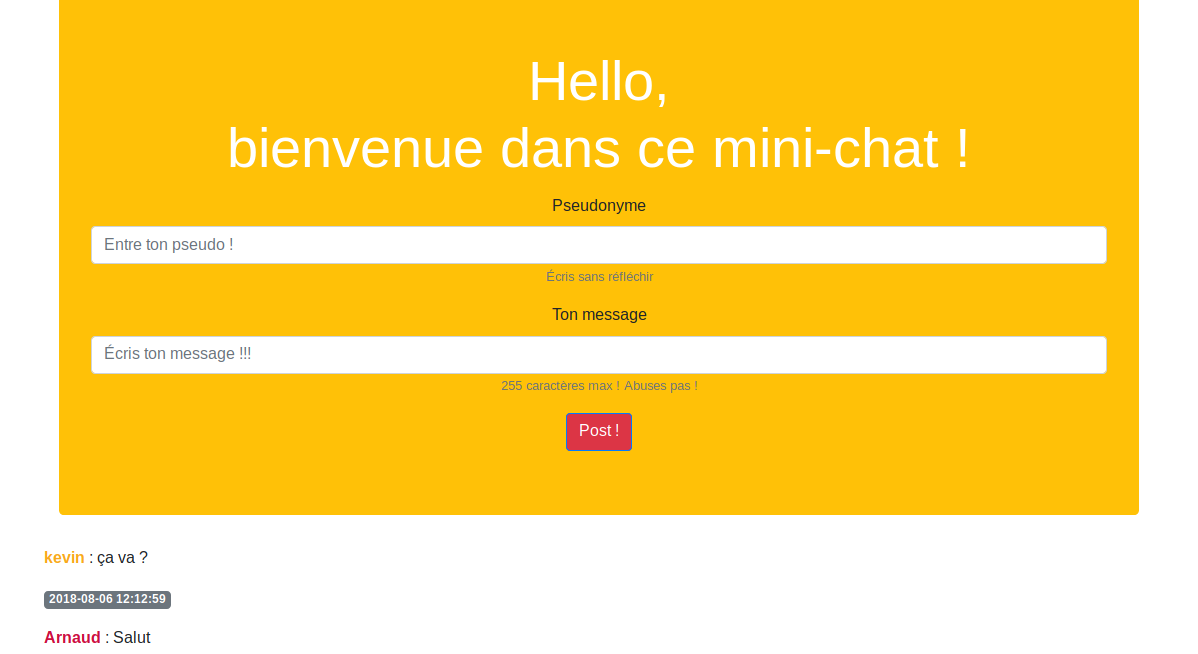 Hello,
bienvenue dans ce mini-chat !
Pseudonyme
Entre ton pseudo !
Écris sans réfléchir
Ton message
Écris ton message !!!
255 caractères max ! Abuses pas !
Post !
kevin : ça va ?
2018-08-06 12:12:59
Arnaud : Salut